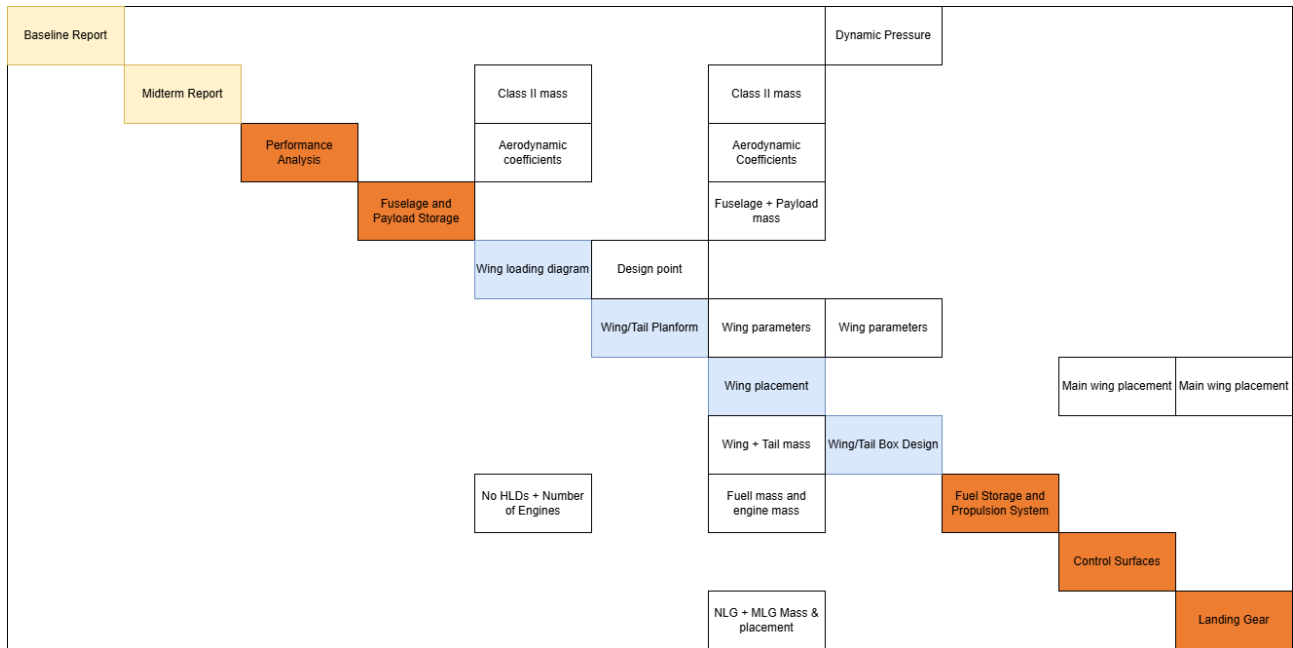 Baseline Report
Dynamic Pressure
Midterm Report
Class II mass
Class II mass
Performance
Analysis
Aerodynamic
coefficients
Aerodynamic
Coefficients
Fuselage and
Payload Storage
Fuselage + Payload
mass
Wing loading diagram
Design point
Wing/Tail Planform
Wing parameters
Wing parameters
Wing placement
Main wing placement
Main wing placement
Wing + Tail mass
Wing/Tail Box Design
No HLDs + Number
of Engines
Fuell mass and
engine mass
Fuel Storage and
Propulsion System
Control Surfaces
NLG + MLG Mass &
placement
Landing Gear